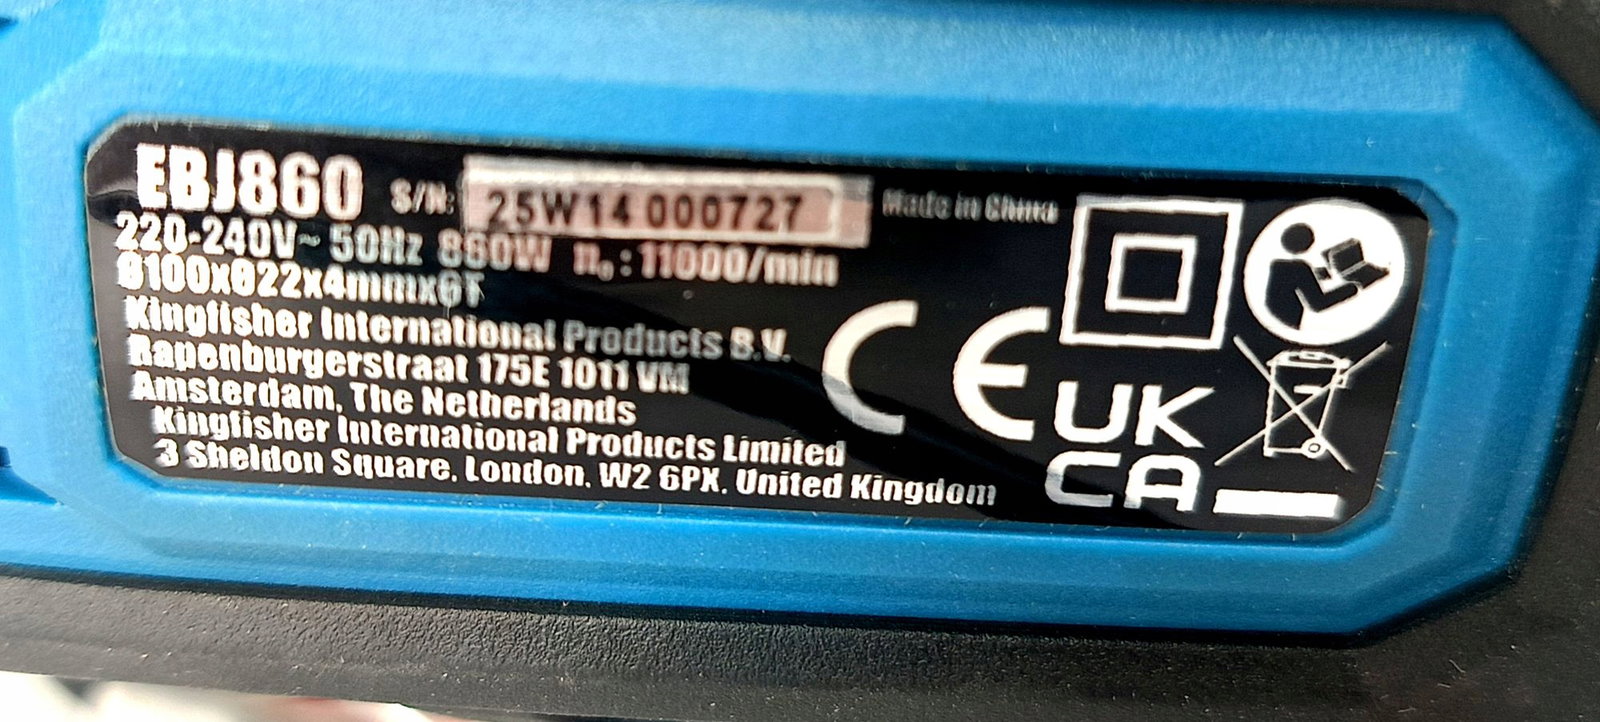 EBJ860 S/N: 25W14 000727 Made in China
220-240V~ 50Hz 860W n₀: 11000/min
Ø100xØ22x4mmx6T
Kingfisher International Products B.V.
Rapenburgerstraat 175E 1011 VM
Amsterdam, The Netherlands
Kingfisher International Products Limited
3 Sheldon Square, London, W2 6PX, United Kingdom
CE
UK
CA